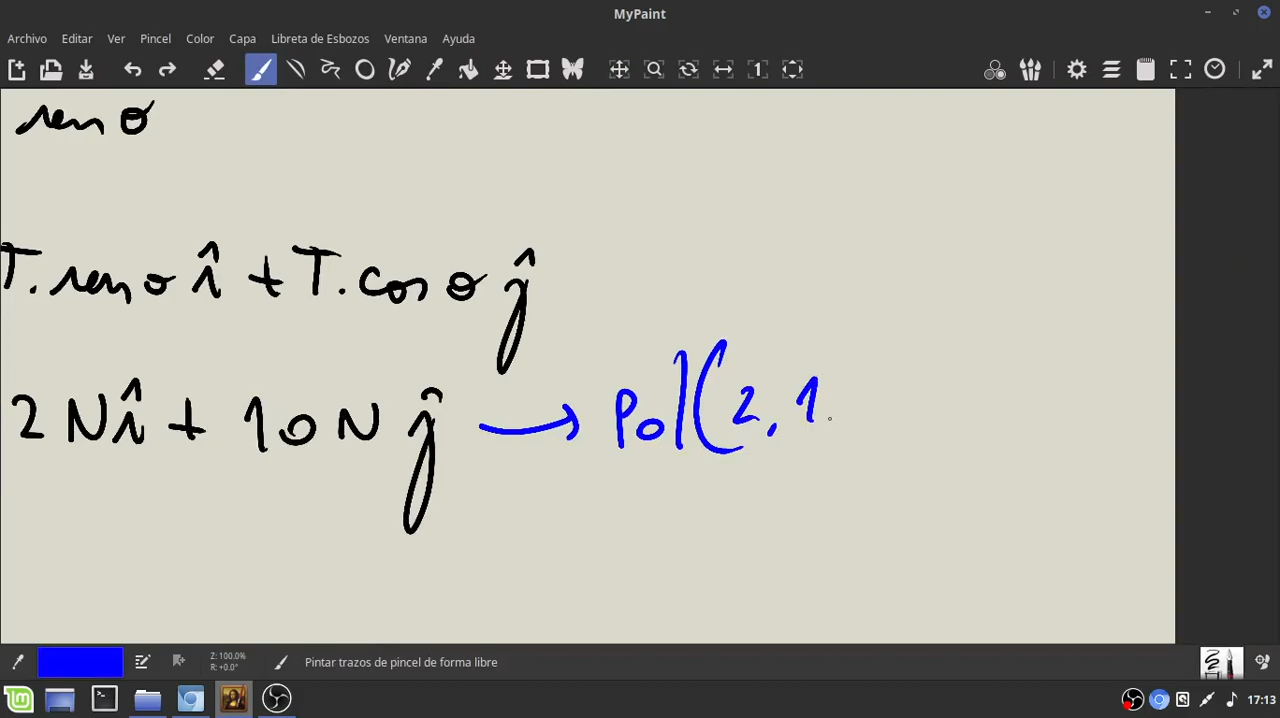 MyPaint
Archivo Editar Ver Pincel Color Capa Libreta de Esbozos Ventana Ayuda
sen θ
T.sen θ î + T.cos θ ĵ
2 N î + 10 N ĵ → Pol(2, 1
Z: 100.0%
R: +0.0°
Pintar trazos de pincel de forma libre
17:13